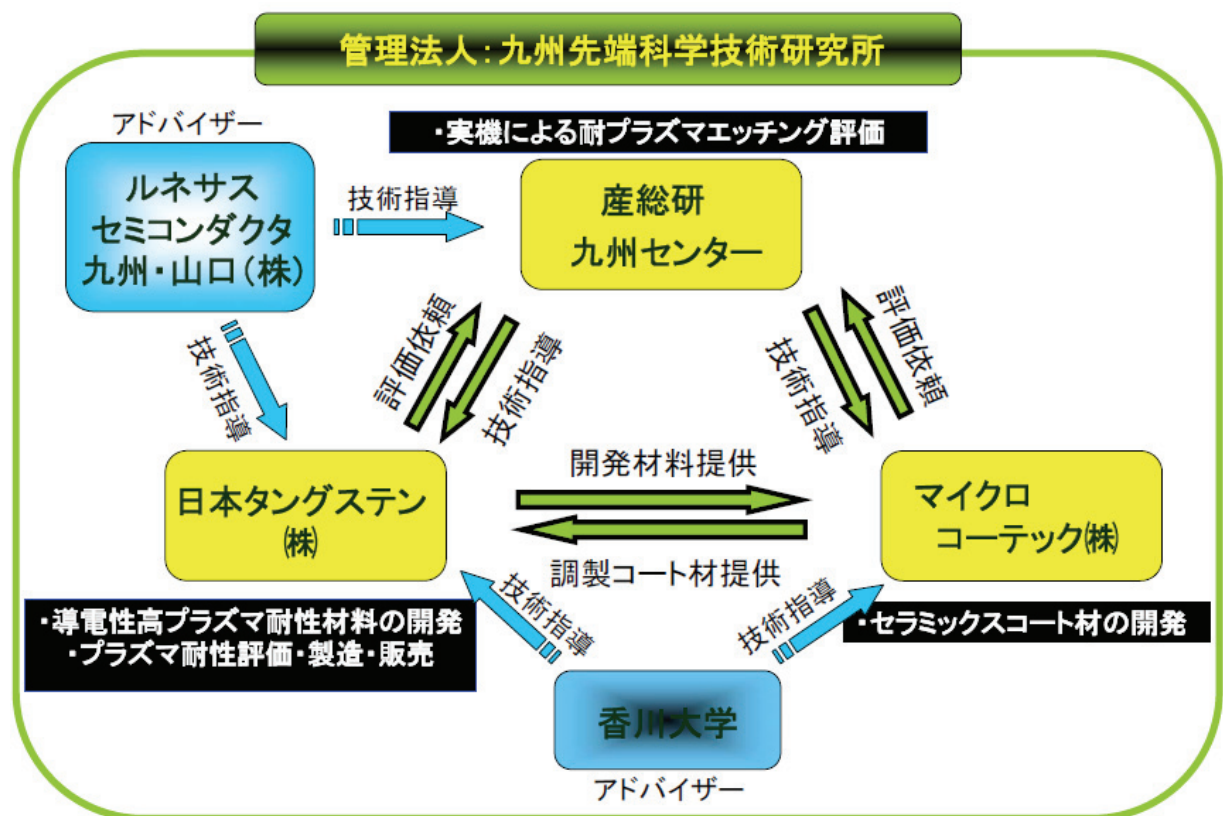 管理法人：九州先端科学技術研究所
アドバイザー
・実機による耐プラズマエッチング評価
ルネサス
セミコンダクタ
九州・山口（株）
技術指導
産総研
九州センター
技術指導
評価依頼
技術指導
技術指導
評価依頼
日本タングステン
㈱
開発材料提供
調製コート材提供
マイクロ
コーテック㈱
・導電性高プラズマ耐性材料の開発
・プラズマ耐性評価・製造・販売
技術指導
技術指導
・セラミックスコート材の開発
香川大学
アドバイザー